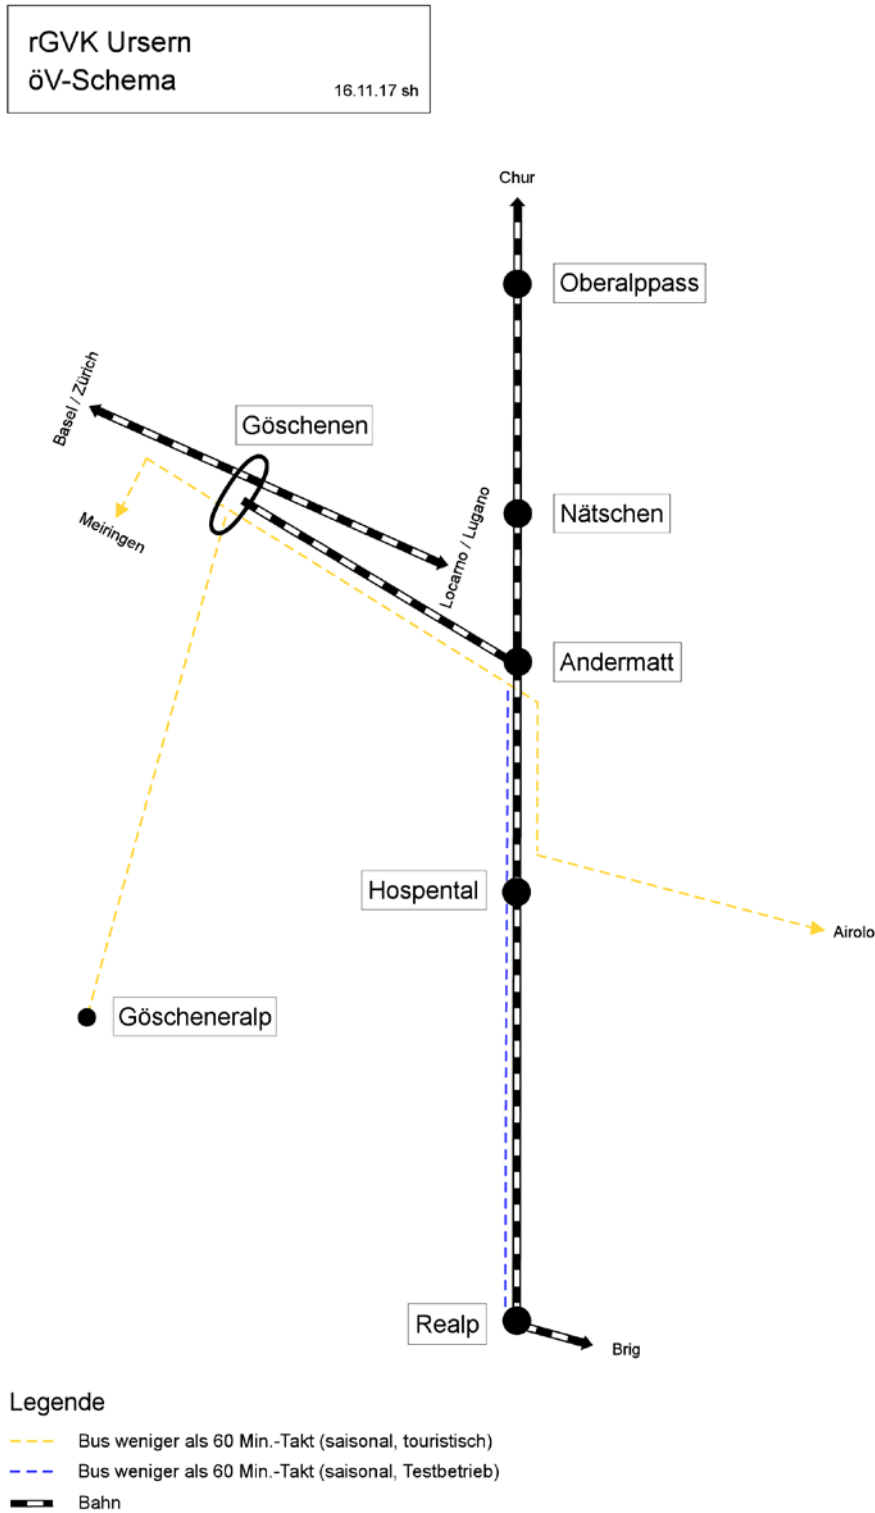 rGVK Ursern
öV-Schema
16.11.17 sh
Chur
Oberalppass
Basel / Zürich
Göschenen
Meiringen
Locarno / Lugano
Nätschen
Andermatt
Hospental
Airolo
Göscheneralp
Realp
Brig
Legende
Bus weniger als 60 Min.-Takt (saisonal, touristisch)
Bus weniger als 60 Min.-Takt (saisonal, Testbetrieb)
Bahn